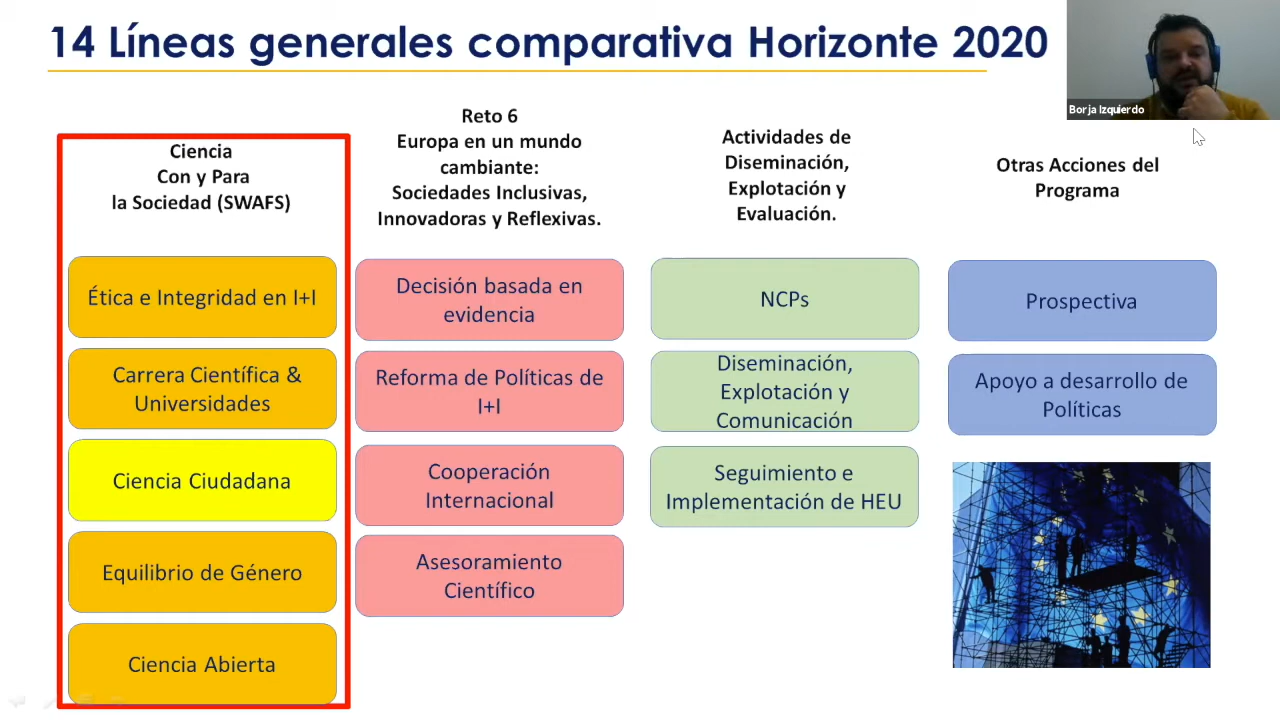 14 Líneas generales comparativa Horizonte 2020
Borja Izquierdo
Ciencia
Con y Para
la Sociedad (SWAFS)
Ética e Integridad en I+I
Carrera Científica &
Universidades
Ciencia Ciudadana
Equilibrio de Género
Ciencia Abierta
Reto 6
Europa en un mundo
cambiante:
Sociedades Inclusivas,
Innovadoras y Reflexivas.
Decisión basada en
evidencia
Reforma de Políticas de
I+I
Cooperación
Internacional
Asesoramiento
Científico
Actividades de
Diseminación,
Explotación y
Evaluación.
NCPs
Diseminación,
Explotación y
Comunicación
Seguimiento e
Implementación de HEU
Otras Acciones del
Programa
Prospectiva
Apoyo a desarrollo de
Políticas